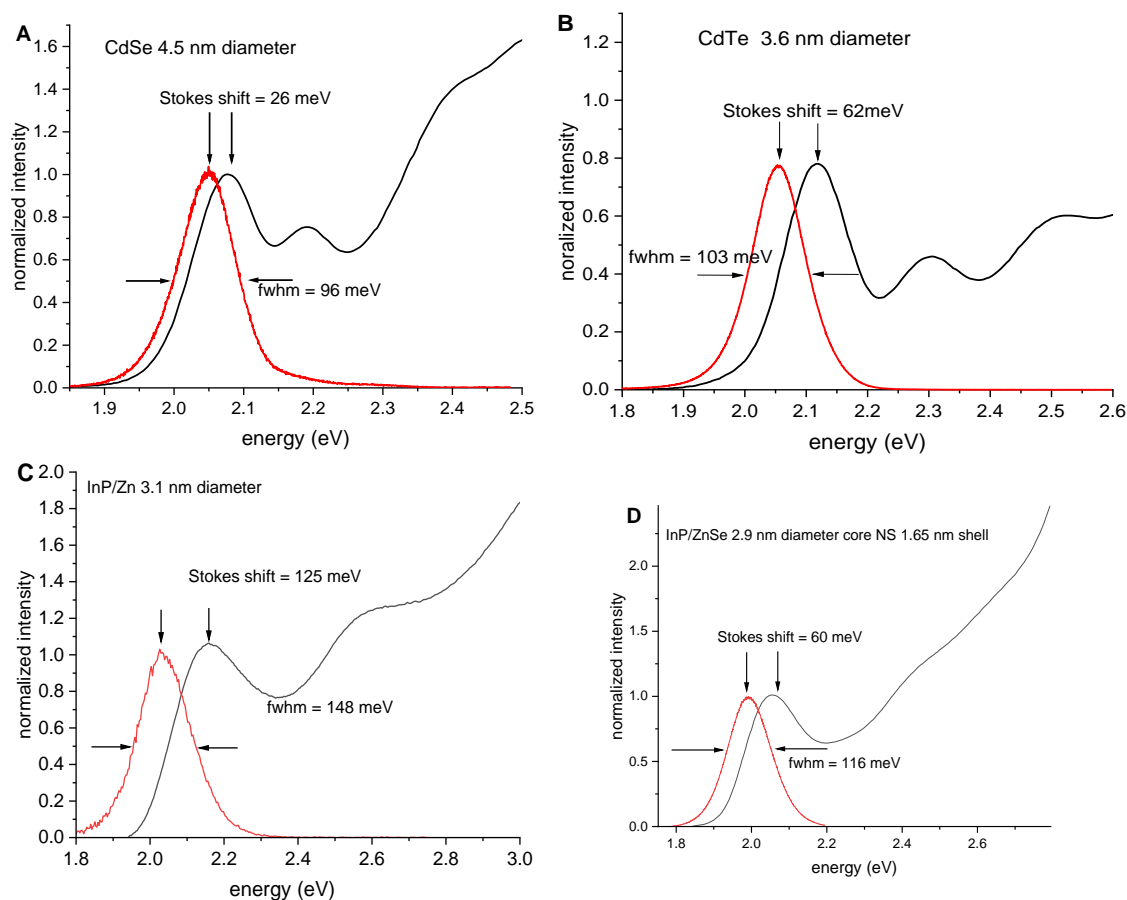 A
CdSe 4.5 nm diameter
Stokes shift = 26 meV
fwhm = 96 meV
normalized intensity
1.6
1.4
1.2
1.0
0.8
0.6
0.4
0.2
0.0
1.9 2.0 2.1 2.2 2.3 2.4 2.5
energy (eV)
B
CdTe 3.6 nm diameter
Stokes shift = 62meV
fwhm = 103 meV
noralized intensity
1.2
1.0
0.8
0.6
0.4
0.2
0.0
1.8 1.9 2.0 2.1 2.2 2.3 2.4 2.5 2.6
energy (eV)
C
InP/Zn 3.1 nm diameter
Stokes shift = 125 meV
fwhm = 148 meV
normalized intensity
2.0
1.8
1.6
1.4
1.2
1.0
0.8
0.6
0.4
0.2
0.0
1.8 2.0 2.2 2.4 2.6 2.8 3.0
energy (eV)
D
InP/ZnSe 2.9 nm diameter core NS 1.65 nm shell
Stokes shift = 60 meV
fwhm = 116 meV
normalized intensity
2.0
1.5
1.0
0.5
0.0
1.8 2.0 2.2 2.4 2.6
energy (eV)